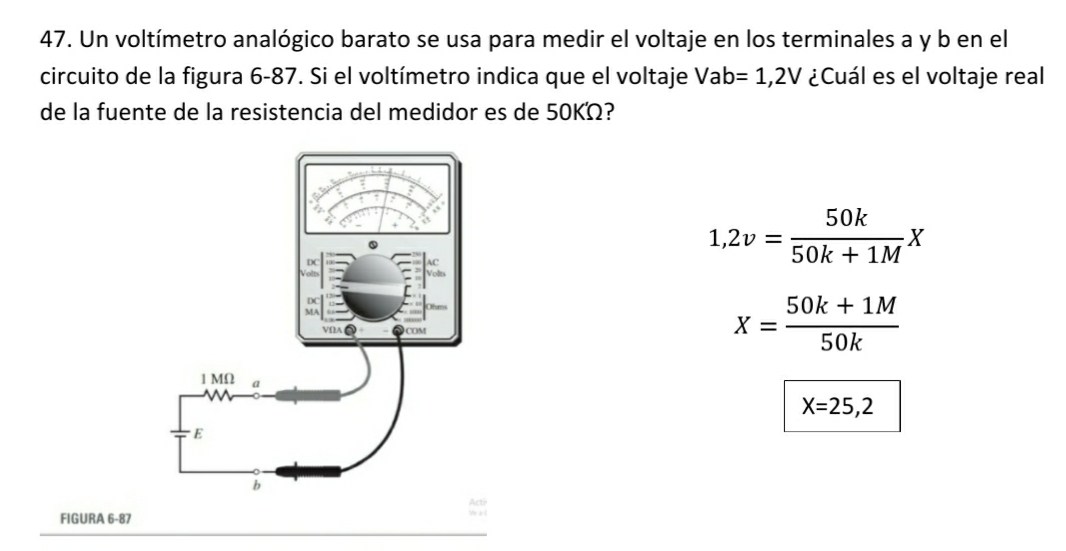 47. Un voltímetro analógico barato se usa para medir el voltaje en los terminales a y b en el
circuito de la figura 6-87. Si el voltímetro indica que el voltaje Vab= 1,2V ¿Cuál es el voltaje real
de la fuente de la resistencia del medidor es de 50KΩ?
DC
Volts
AC
Volts
DC
MA
Ohms
VΩA + - COM
1 MΩ a
E
b
FIGURA 6-87
1,2v = 50k / 50k + 1M X
X = 50k + 1M / 50k
X=25,2